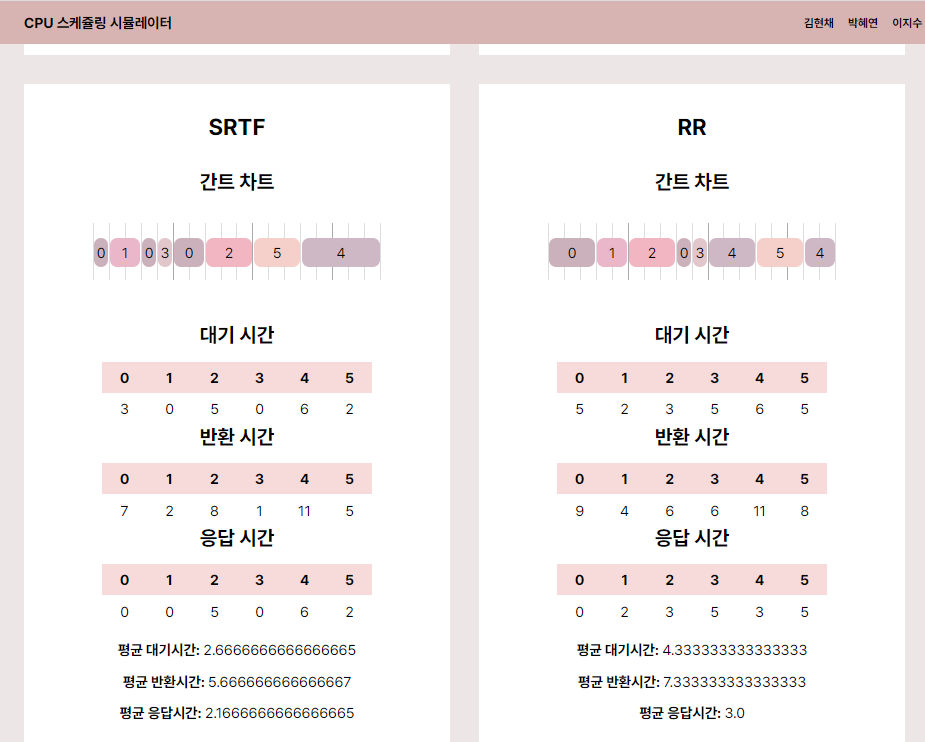 CPU 스케쥴링 시뮬레이터
김현채 박혜연 이지수
SRTF
간트 차트
0 1 0 3 0 2 5 4
대기 시간
0 1 2 3 4 5
3 0 5 0 6 2
반환 시간
0 1 2 3 4 5
7 2 8 1 11 5
응답 시간
0 1 2 3 4 5
0 0 5 0 6 2
평균 대기시간: 2.6666666666666665
평균 반환시간: 5.666666666666667
평균 응답시간: 2.1666666666666665
RR
간트 차트
0 1 2 0 3 4 5 4
대기 시간
0 1 2 3 4 5
5 2 3 5 6 5
반환 시간
0 1 2 3 4 5
9 4 6 6 11 8
응답 시간
0 1 2 3 4 5
0 2 3 5 3 5
평균 대기시간: 4.333333333333333
평균 반환시간: 7.333333333333333
평균 응답시간: 3.0